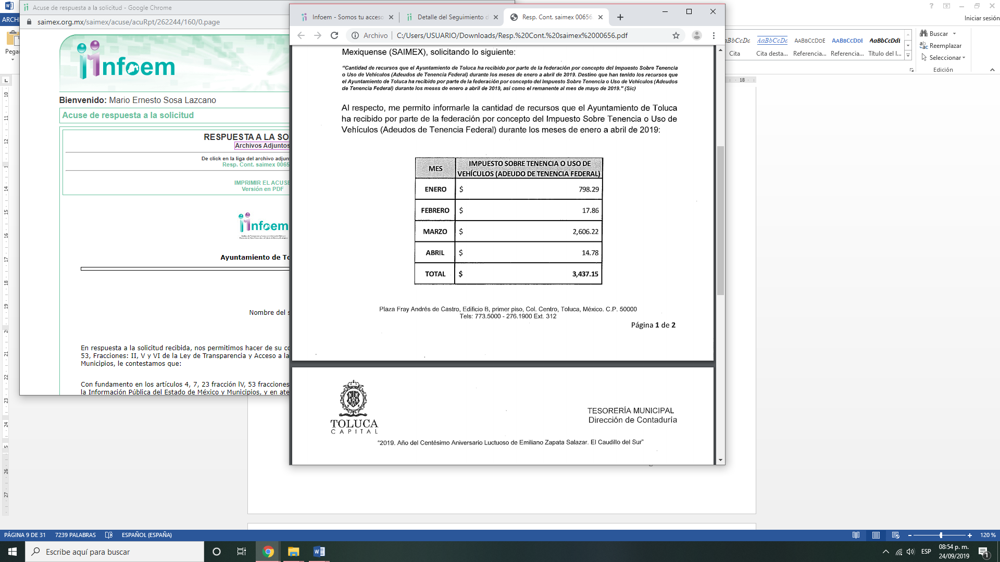 Acuse de respuesta a la solicitud - Google Chrome
saimex.org.mx/saimex/acuse/acuRpt/262244/160/0.page
Infoem
Bienvenido: Mario Ernesto Sosa Lazcano
Acuse de respuesta a la solicitud
RESPUESTA A LA SO
Archivos Adjuntos
De click en la liga del archivo adjun
Resp. Cont. saimex 0065
IMPRIMIR EL ACUSE
Versión en PDF
Infoem
Ayuntamiento de To
Nombre del s
En respuesta a la solicitud recibida, nos permitimos hacer de su co
53, Fracciones: II, V y VI de la Ley de Transparencia y Acceso a la
Municipios, le contestamos que:
Con fundamento en los artículos 4, 7, 23 fracción lV, 53 fracciones
la Información Pública del Estado de México y Municipios, y en ate
Infoem - Somos tu acceso
Detalle del Seguimiento d
Resp. Cont. saimex 00656
Archivo
C:/Users/USUARIO/Downloads/Resp.%20Cont.%20saimex%2000656.pdf
Mexiquense (SAIMEX), solicitando lo siguiente:
"Cantidad de recursos que el Ayuntamiento de Toluca ha recibido por parte de la federación por concepto del Impuesto Sobre Tenencia
o Uso de Vehículos (Adeudos de Tenencia Federal) durante los meses de enero a abril de 2019. Destino que han tenido los recursos que
el Ayuntamiento de Toluca ha recibido por parte de la federación por concepto del Impuesto Sobre Tenencia o Uso de Vehículos (Adeudos
de Tenencia Federal) durante los meses de enero a abril de 2019, así como el remanente al mes de mayo de 2019." (Sic)
Al respecto, me permito informarle la cantidad de recursos que el Ayuntamiento de Toluca
ha recibido por parte de la federación por concepto del Impuesto Sobre Tenencia o Uso de
Vehículos (Adeudos de Tenencia Federal) durante los meses de enero a abril de 2019:
MES IMPUESTO SOBRE TENENCIA O USO DE
VEHÍCULOS (ADEUDO DE TENENCIA FEDERAL)
ENERO $ 798.29
FEBRERO $ 17.86
MARZO $ 2,606.22
ABRIL $ 14.78
TOTAL $ 3,437.15
Plaza Fray Andrés de Castro, Edificio B, primer piso, Col. Centro, Toluca, México. C.P. 50000
Tels: 773.5000 - 276.1900 Ext. 312
Página 1 de 2
TOLUCA
CAPITAL
TESORERÍA MUNICIPAL
Dirección de Contaduría
"2019. Año del Centésimo Aniversario Luctuoso de Emiliano Zapata Salazar. El Caudillo del Sur"
ARCHI
Pegar
Iniciar sesión
AaBbCcDc AaBbCcDc AABBCCDDE AABBCCDDE AaBbCcDdE
Cita Cita desta... Referencia... Referencia... Título del l...
Buscar
Reemplazar
Seleccionar
Edición
18
PÁGINA 9 DE 31 7239 PALABRAS ESPAÑOL (ESPAÑA)
120 %
Escribe aquí para buscar
ESP
08:54 p. m.
24/09/2019
1